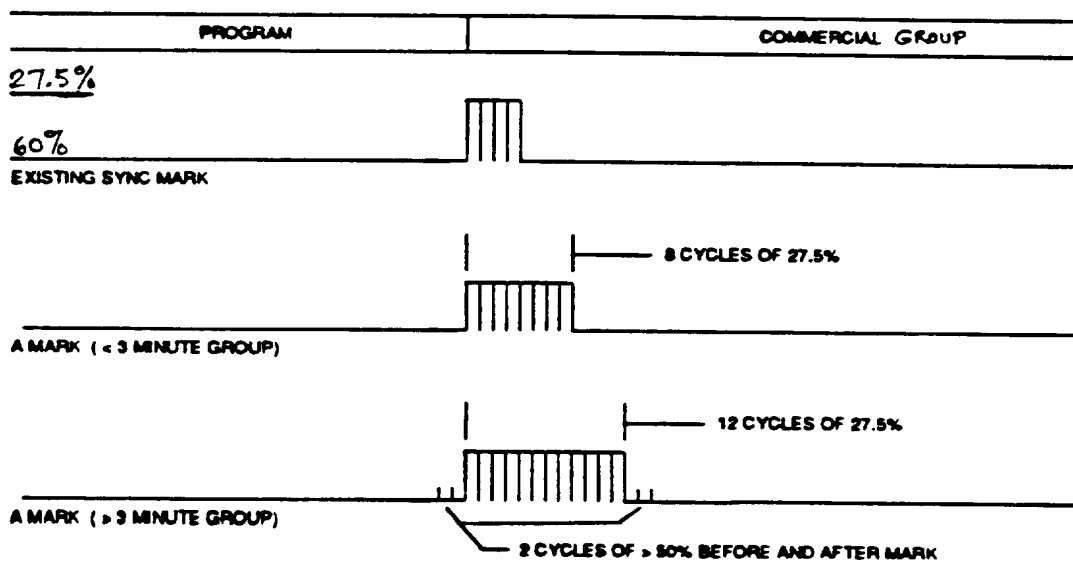 PROGRAM
COMMERCIAL GROUP
27.5%
60%
EXISTING SYNC MARK
8 CYCLES OF 27.5%
A MARK ( < 3 MINUTE GROUP)
12 CYCLES OF 27.5%
A MARK ( > 3 MINUTE GROUP)
2 CYCLES OF > 50% BEFORE AND AFTER MARK